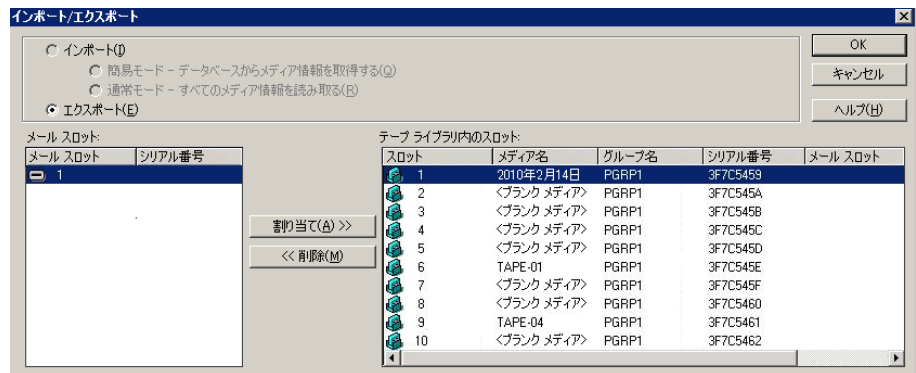 インポート/エクスポート
インポート(I)
簡易モード - データベースからメディア情報を取得する(Q)
通常モード - すべてのメディア情報を読み取る(R)
エクスポート(E)
OK
キャンセル
ヘルプ(H)
メール スロット:
メール スロット シリアル番号
1
割り当て(A) >>
<< 削除(M)
テープ ライブラリ内のスロット:
スロット メディア名 グループ名 シリアル番号 メール スロット
1 2010年2月14日 PGRP1 3F7C5459
2 <ブランク メディア> PGRP1 3F7C545A
3 <ブランク メディア> PGRP1 3F7C545B
4 <ブランク メディア> PGRP1 3F7C545C
5 <ブランク メディア> PGRP1 3F7C545D
6 TAPE-01 PGRP1 3F7C545E
7 <ブランク メディア> PGRP1 3F7C545F
8 <ブランク メディア> PGRP1 3F7C5460
9 TAPE-04 PGRP1 3F7C5461
10 <ブランク メディア> PGRP1 3F7C5462